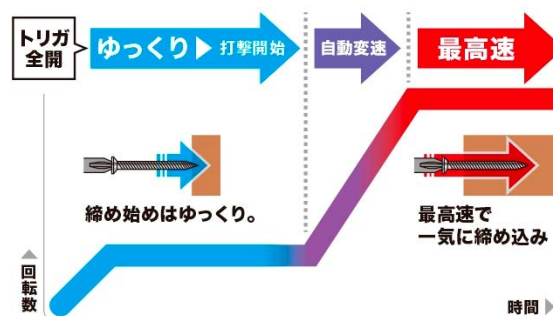 トリガ
全開
ゆっくり▶打撃開始
自動変速
最高速
締め始めはゆっくり。
最高速で
一気に締め込み
▲回転数
時間▶